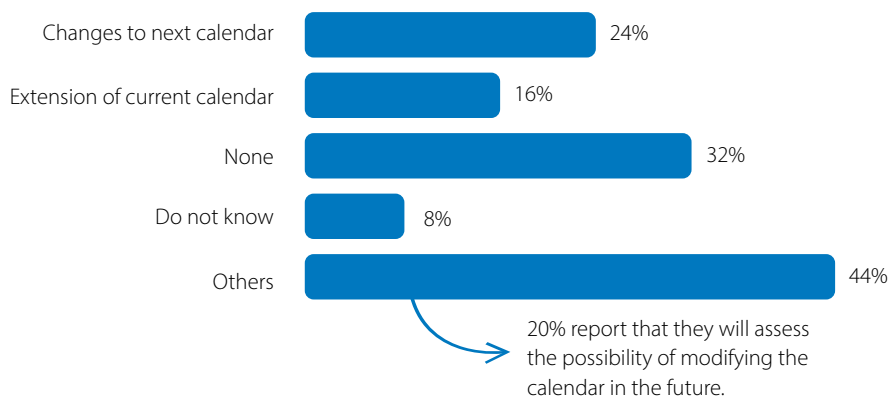 Changes to next calendar 24%
Extension of current calendar 16%
None 32%
Do not know 8%
Others 44%
20% report that they will assess
the possibility of modifying the
calendar in the future.